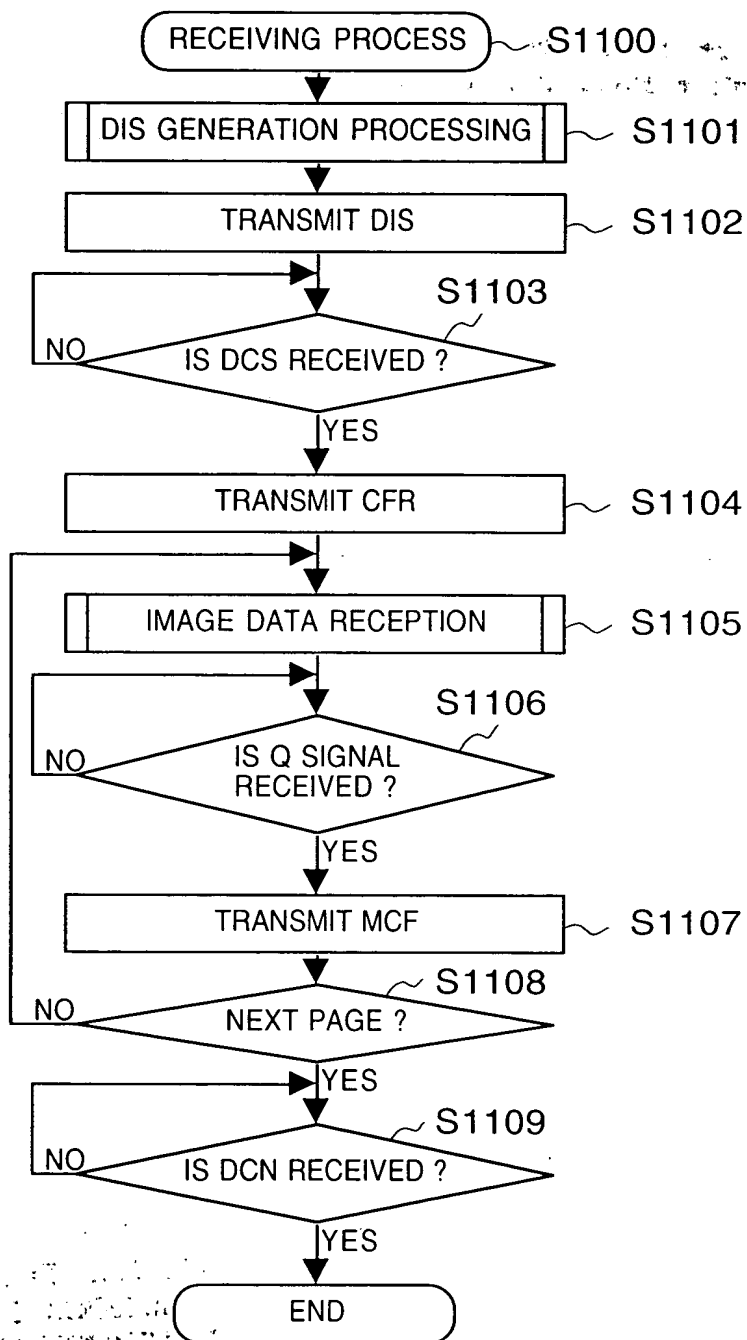 RECEIVING PROCESS S1100
DIS GENERATION PROCESSING S1101
TRANSMIT DIS S1102
S1103
NO IS DCS RECEIVED ?
YES
TRANSMIT CFR S1104
IMAGE DATA RECEPTION S1105
S1106
NO IS Q SIGNAL
RECEIVED ?
YES
TRANSMIT MCF S1107
S1108
NO NEXT PAGE ?
YES
S1109
NO IS DCN RECEIVED ?
YES
END